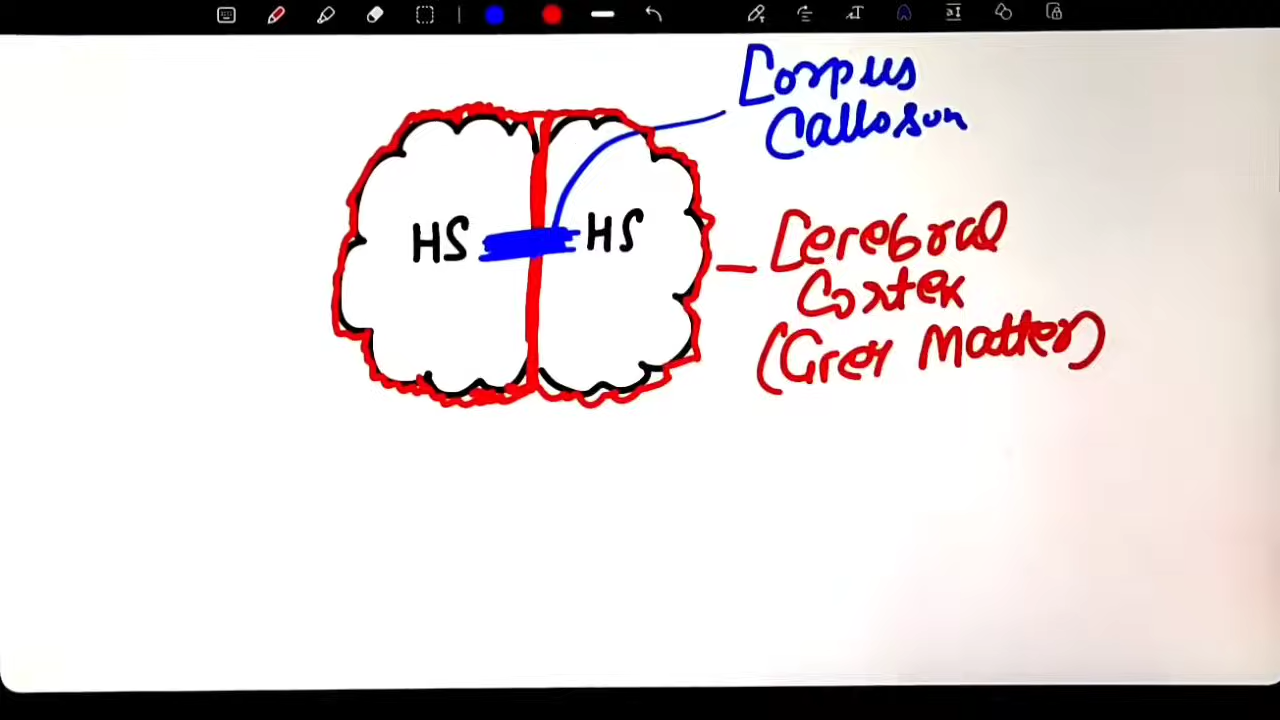 HS
HS
Corpus
Callosum
Cerebral
Cortex
(Grey Matter)